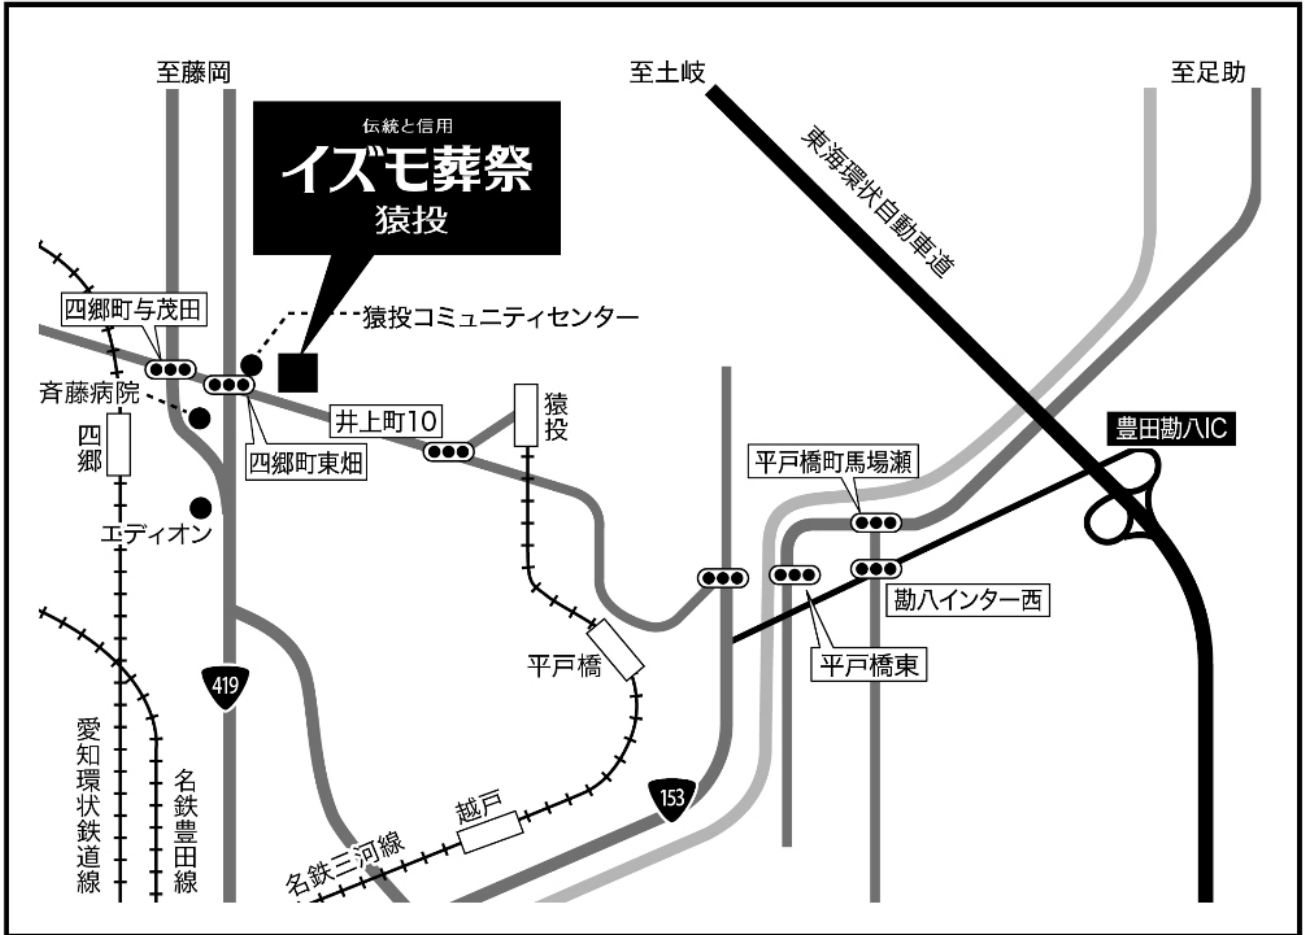 至藤岡
至土岐
至足助
伝統と信用
イズモ葬祭
猿投
東海環状自動車道
四郷町与茂田
猿投コミュニティセンター
斉藤病院
四郷
井上町10
猿投
四郷町東畑
豊田勘八IC
平戸橋町馬場瀬
エディオン
勘八インター西
平戸橋
平戸橋東
419
愛知環状鉄道線
名鉄豊田線
153
越戸
名鉄三河線